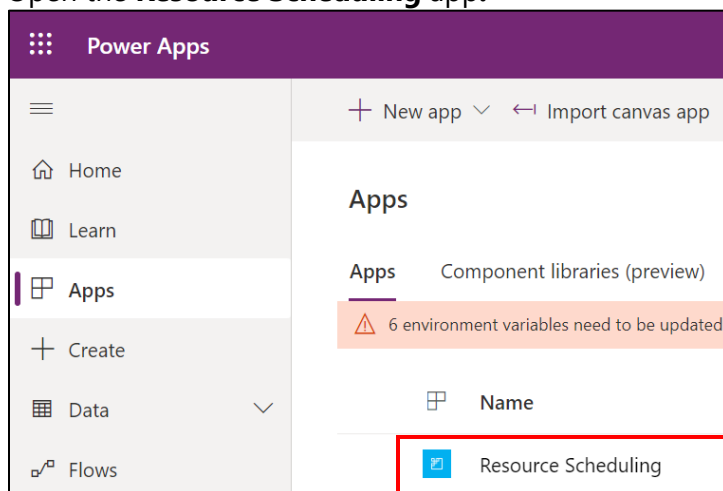 Open the Resource Scheduling app.
Power Apps
New app
Import canvas app
Home
Apps
Learn
Apps
Component libraries (preview)
Apps
6 environment variables need to be updated
Create
Name
Data
Resource Scheduling
Flows